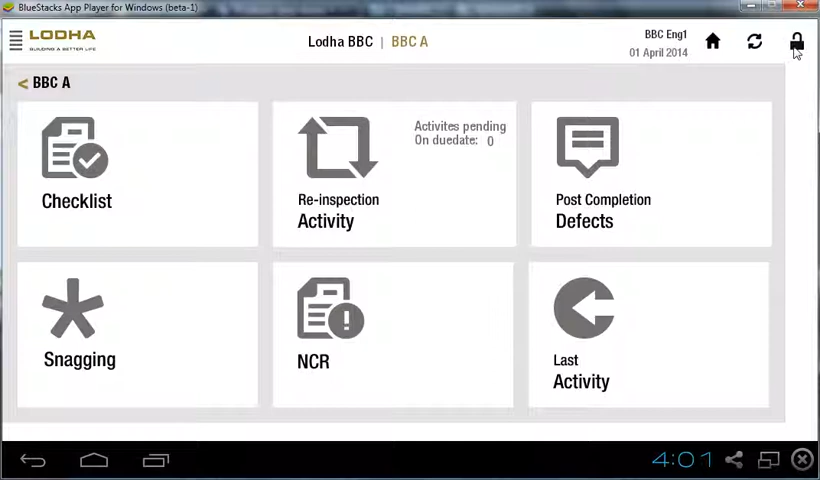 BlueStacks App Player for Windows (beta-1)
LODHA
BUILDING A BETTER LIFE
Lodha BBC | BBC A
BBC Eng1
01 April 2014
< BBC A
Checklist
Re-inspection
Activity
Activites pending
On duedate: 0
Post Completion
Defects
Snagging
NCR
Last
Activity
4:01